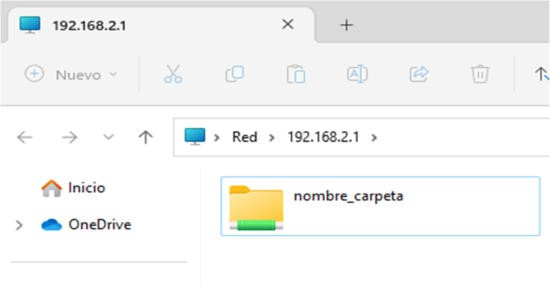 192.168.2.1
Nuevo
Red 192.168.2.1
Inicio
nombre_carpeta
OneDrive